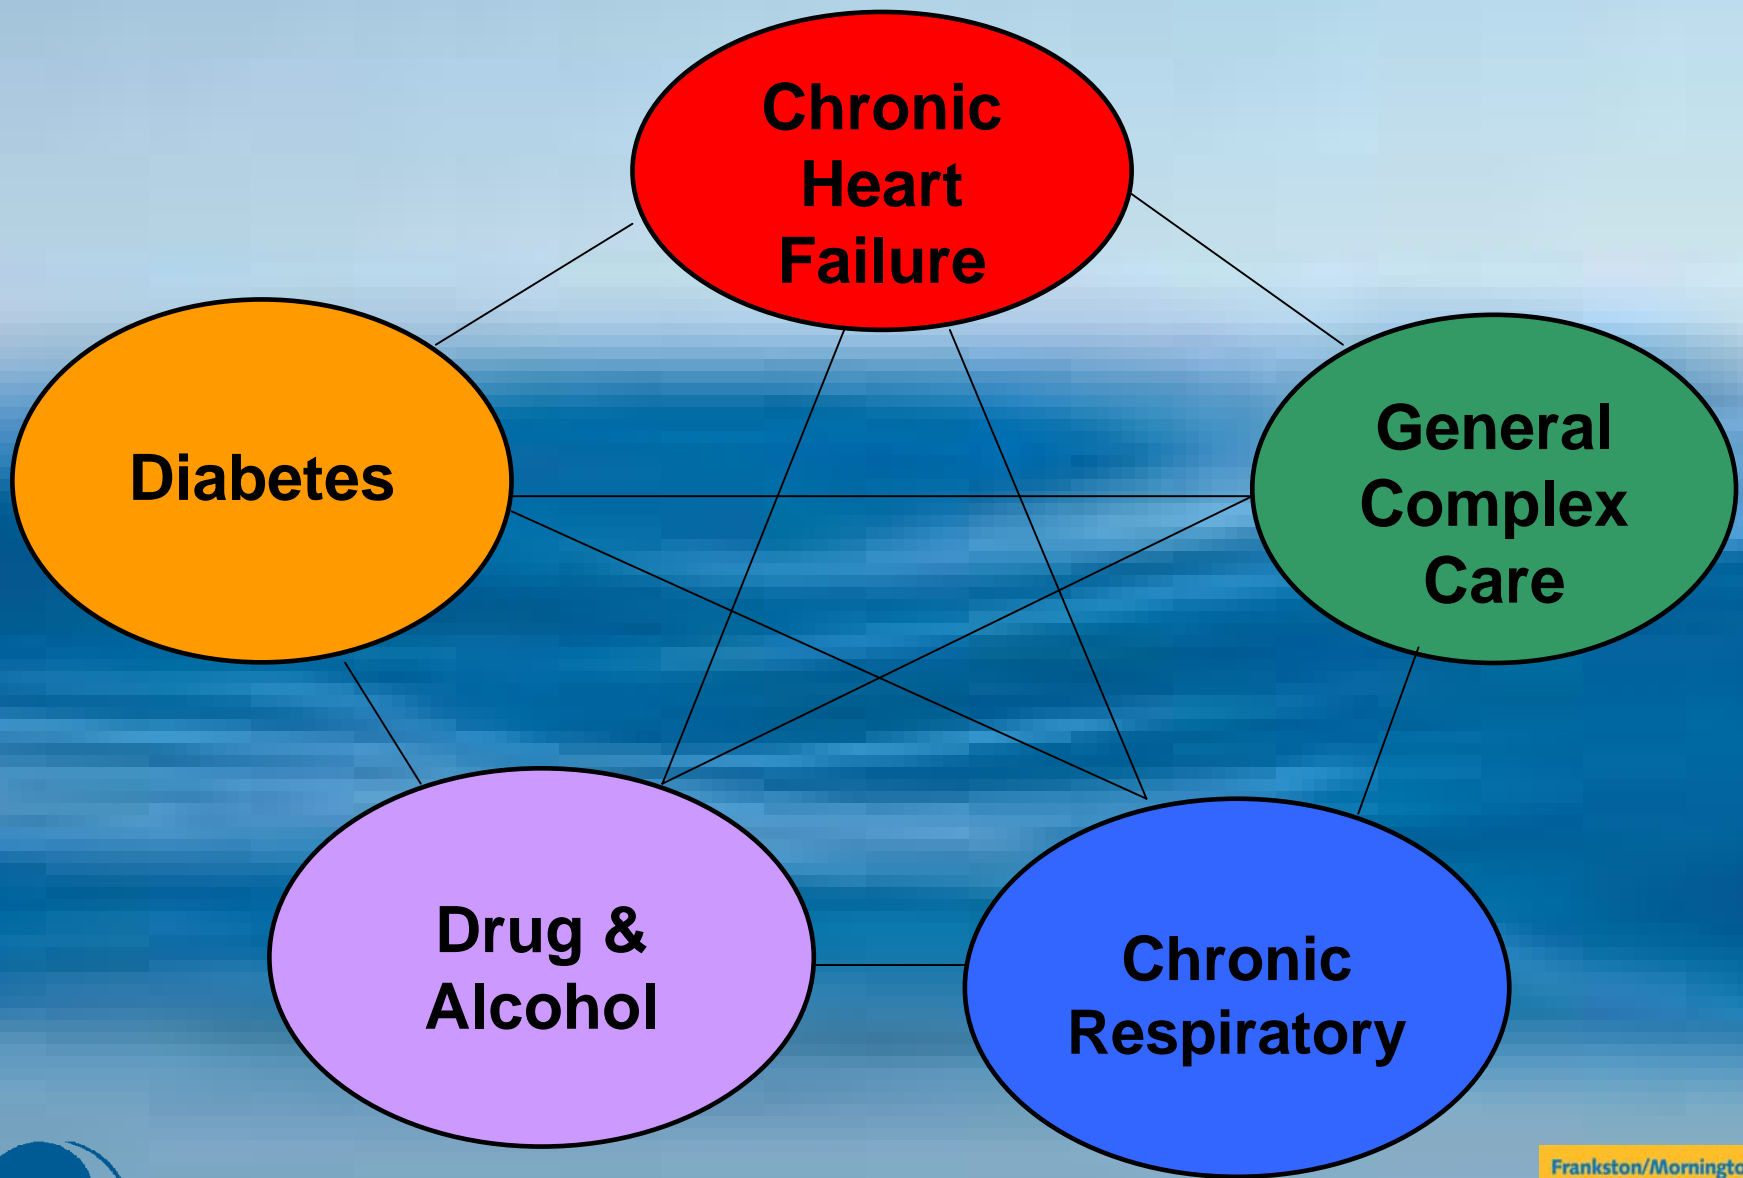 Chronic
Heart
Failure
Diabetes
General
Complex
Care
Drug &
Alcohol
Chronic
Respiratory